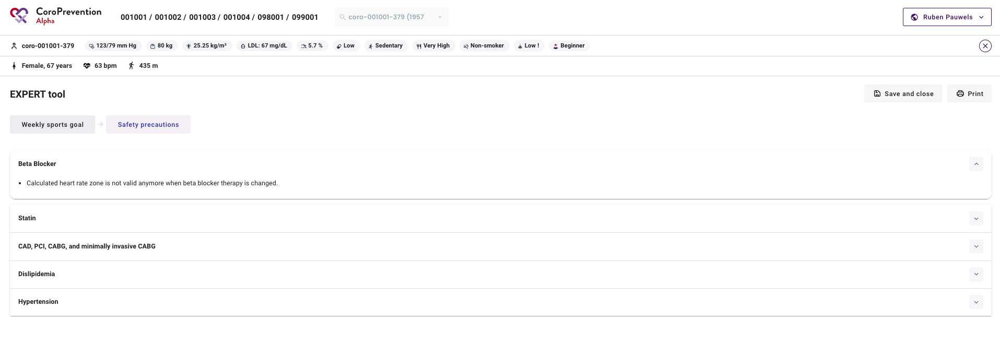 CoroPrevention
Alpha
001001 / 001002 / 001003 / 001004 / 098001 / 099001
coro-001001-379 (1957
Ruben Pauwels
coro-001001-379
123/79 mm Hg
80 kg
25.25 kg/m²
LDL: 67 mg/dL
5.7 %
Low
Sedentary
Very High
Non-smoker
Low !
Beginner
Female, 67 years
63 bpm
435 m
EXPERT tool
Save and close
Print
Weekly sports goal
Safety precautions
Beta Blocker
• Calculated heart rate zone is not valid anymore when beta blocker therapy is changed.
Statin
CAD, PCI, CABG, and minimally invasive CABG
Dislipidemia
Hypertension